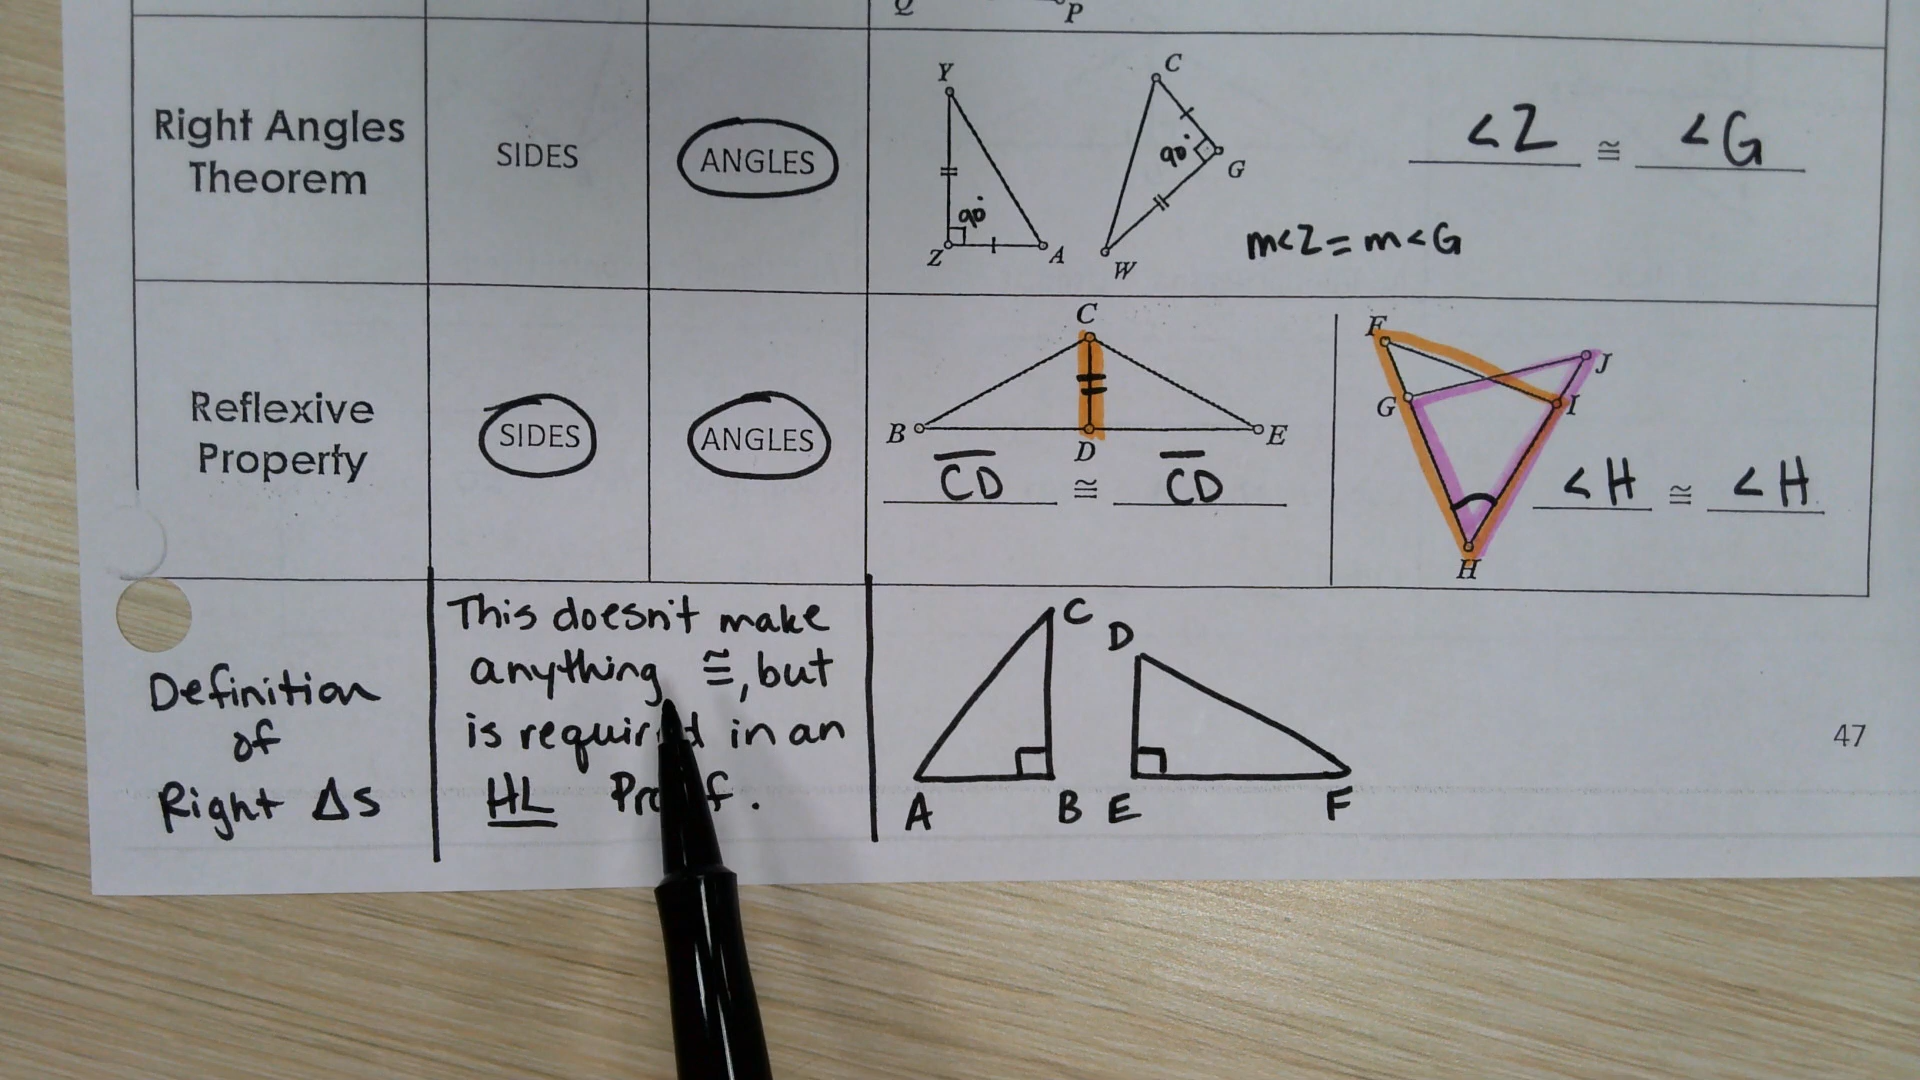 Q
P
Right Angles
Theorem
SIDES
ANGLES
Y
90°
Z
A
C
90°
G
W
<Z ≅ <G
m<Z = m<G
Reflexive
Property
SIDES
ANGLES
C
B
E
D
CD ≅ CD
F
J
G
I
H
<H ≅ <H
Definition
of
Right Δs
This doesn't make
anything ≅, but
is required in an
HL Proof.
C
D
A
B
E
F
47